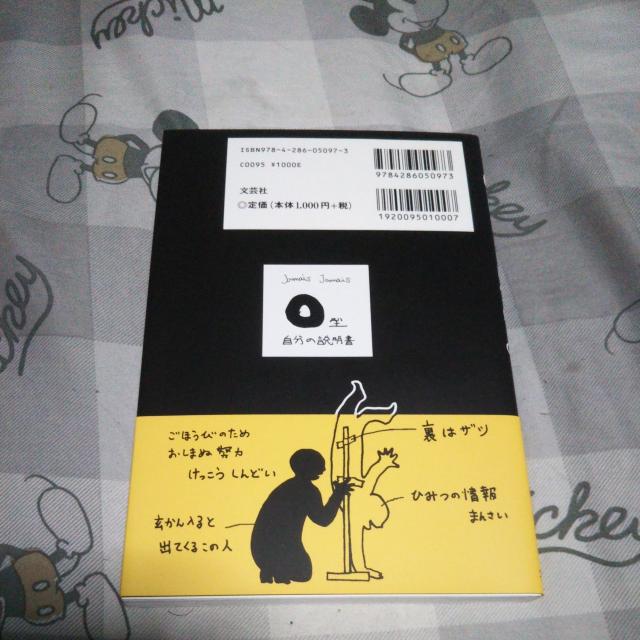 Mickey
ISBN978-4-286-05097-3
C0095 ¥1000E
文芸社
◎定価(本体1,000円+税)
9784286050973
1920095010007
Jamais Jamais
O型
自分の説明書
ごほうびのため
おしまぬ努力
けっこうしんどい
裏はザツ
ひみつの情報
まんさい
玄かん入ると
出てくるこの人
Mickey
Mickey